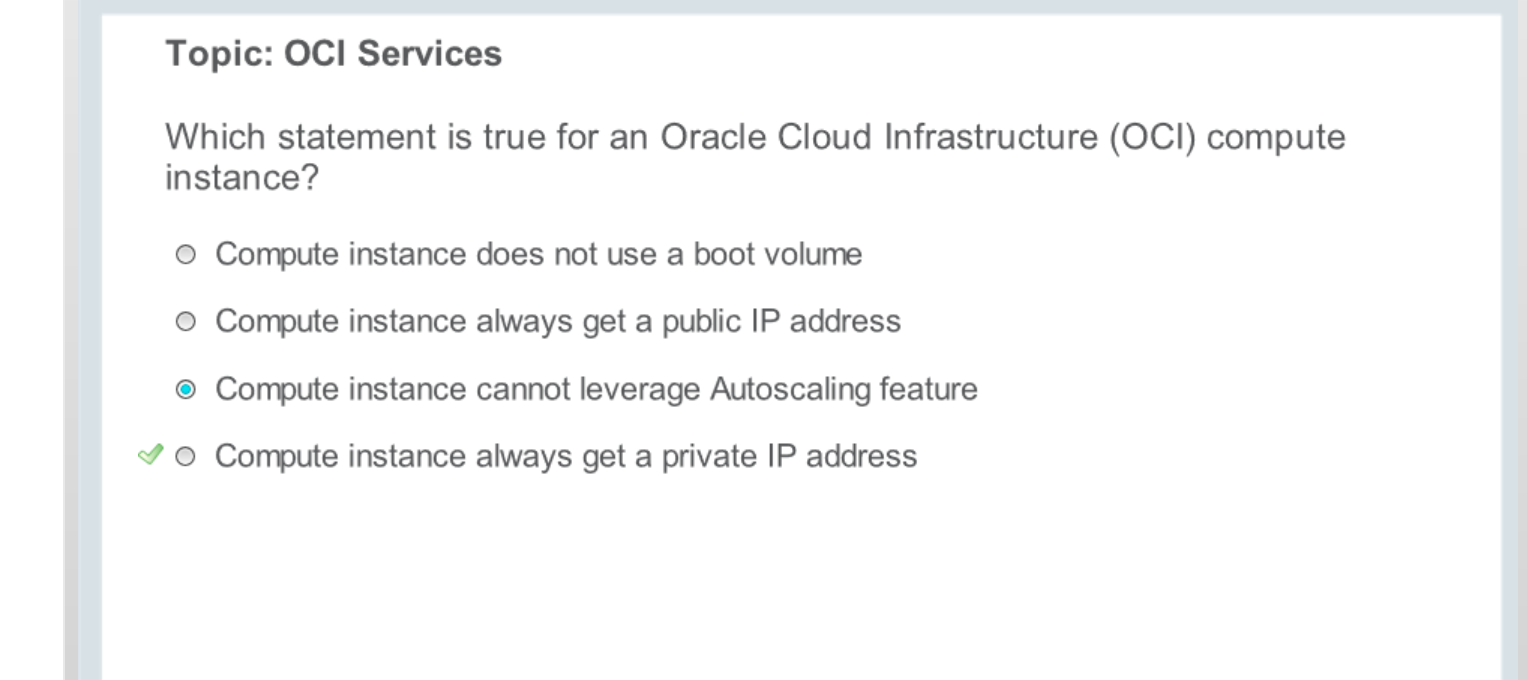 Topic: OCI Services
Which statement is true for an Oracle Cloud Infrastructure (OCI) compute
instance?
Compute instance does not use a boot volume
Compute instance always get a public IP address
Compute instance cannot leverage Autoscaling feature
Compute instance always get a private IP address